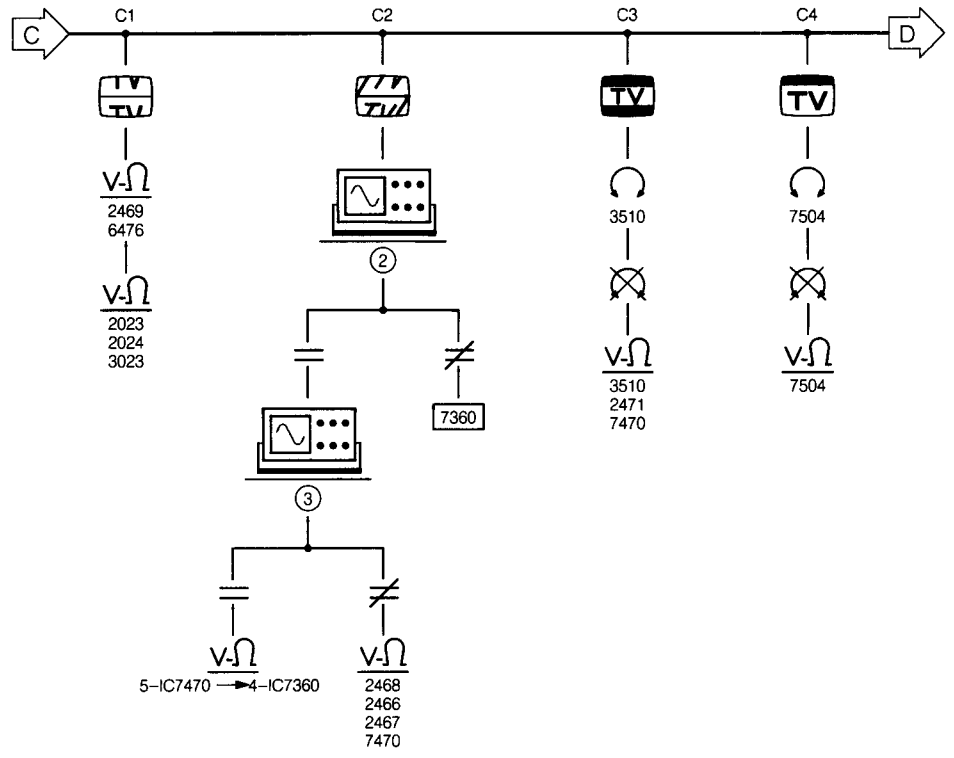 C
C1
C2
C3
C4
D
TV
TV
TV
TV
TV
TV
V-Ω
2469
6476
V-Ω
2023
2024
3023
2
7360
3
V-Ω
5-IC7470 → 4-IC7360
V-Ω
2468
2466
2467
7470
3510
V-Ω
3510
2471
7470
7504
V-Ω
7504